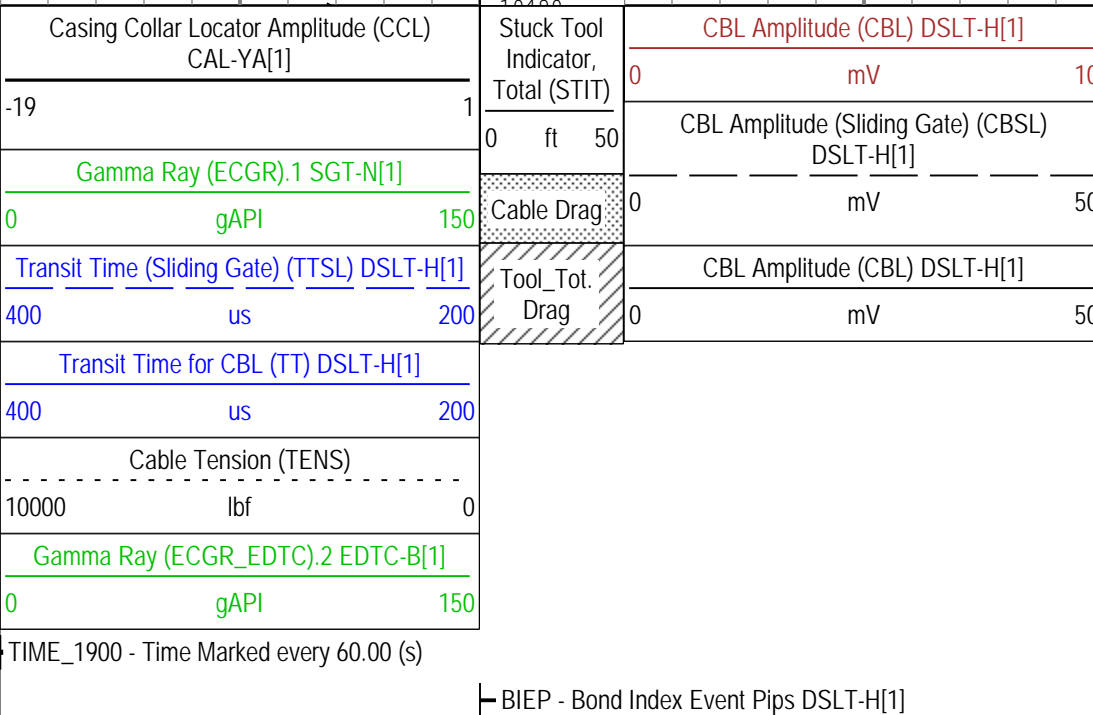 Casing Collar Locator Amplitude (CCL)
CAL-YA[1]
-19 1
Gamma Ray (ECGR).1 SGT-N[1]
0 gAPI 150
Transit Time (Sliding Gate) (TTSL) DSLT-H[1]
400 us 200
Transit Time for CBL (TT) DSLT-H[1]
400 us 200
Cable Tension (TENS)
10000 lbf 0
Gamma Ray (ECGR_EDTC).2 EDTC-B[1]
0 gAPI 150
Stuck Tool
Indicator,
Total (STIT)
0 ft 50
Cable Drag
Tool_Tot.
Drag
CBL Amplitude (CBL) DSLT-H[1]
0 mV 10
CBL Amplitude (Sliding Gate) (CBSL)
DSLT-H[1]
0 mV 50
CBL Amplitude (CBL) DSLT-H[1]
0 mV 50
TIME_1900 - Time Marked every 60.00 (s)
BIEP - Bond Index Event Pips DSLT-H[1]